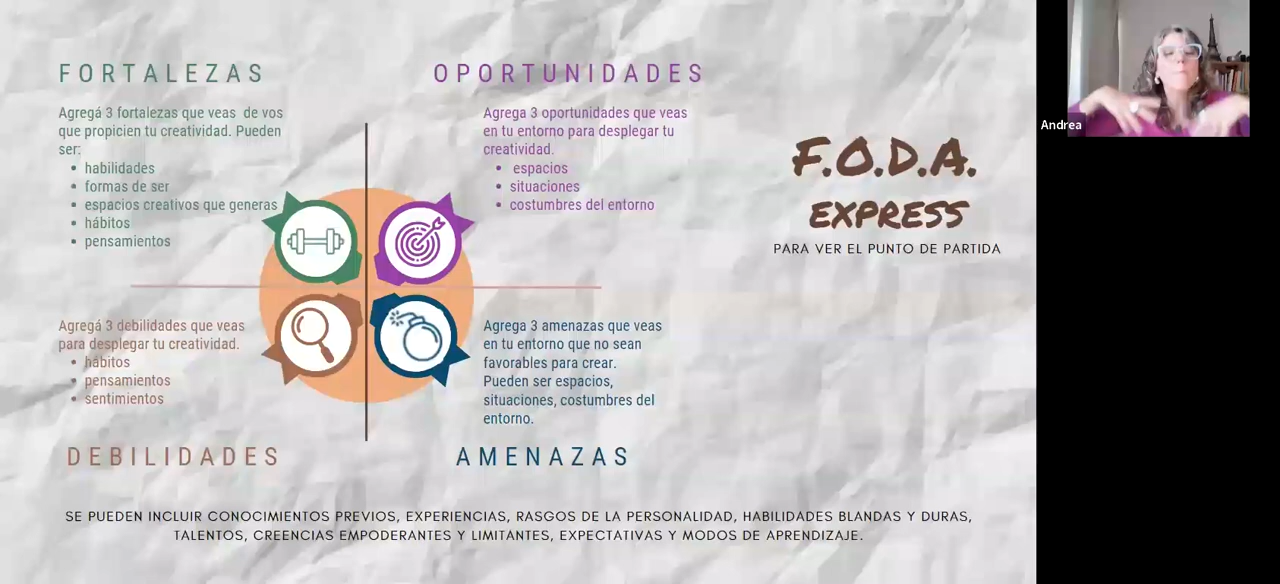 FORTALEZAS
Agregá 3 fortalezas que veas de vos
que propicien tu creatividad. Pueden
ser:
• habilidades
• formas de ser
• espacios creativos que generas
• hábitos
• pensamientos
OPORTUNIDADES
Agrega 3 oportunidades que veas
en tu entorno para desplegar tu
creatividad.
• espacios
• situaciones
• costumbres del entorno
F.O.D.A.
EXPRESS
PARA VER EL PUNTO DE PARTIDA
Andrea
Agregá 3 debilidades que veas
para desplegar tu creatividad.
• hábitos
• pensamientos
• sentimientos
DEBILIDADES
Agrega 3 amenazas que veas
en tu entorno que no sean
favorables para crear.
Pueden ser espacios,
situaciones, costumbres del
entorno.
AMENAZAS
SE PUEDEN INCLUIR CONOCIMIENTOS PREVIOS, EXPERIENCIAS, RASGOS DE LA PERSONALIDAD, HABILIDADES BLANDAS Y DURAS,
TALENTOS, CREENCIAS EMPODERANTES Y LIMITANTES, EXPECTATIVAS Y MODOS DE APRENDIZAJE.